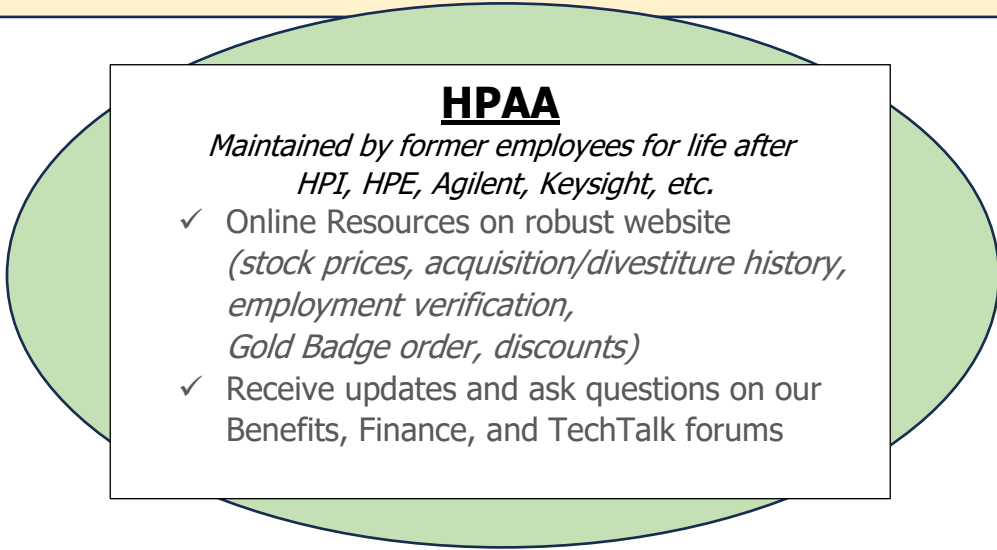 HPAA
Maintained by former employees for life after
HPI, HPE, Agilent, Keysight, etc.
✓ Online Resources on robust website
(stock prices, acquisition/divestiture history,
employment verification,
Gold Badge order, discounts)
✓ Receive updates and ask questions on our
Benefits, Finance, and TechTalk forums